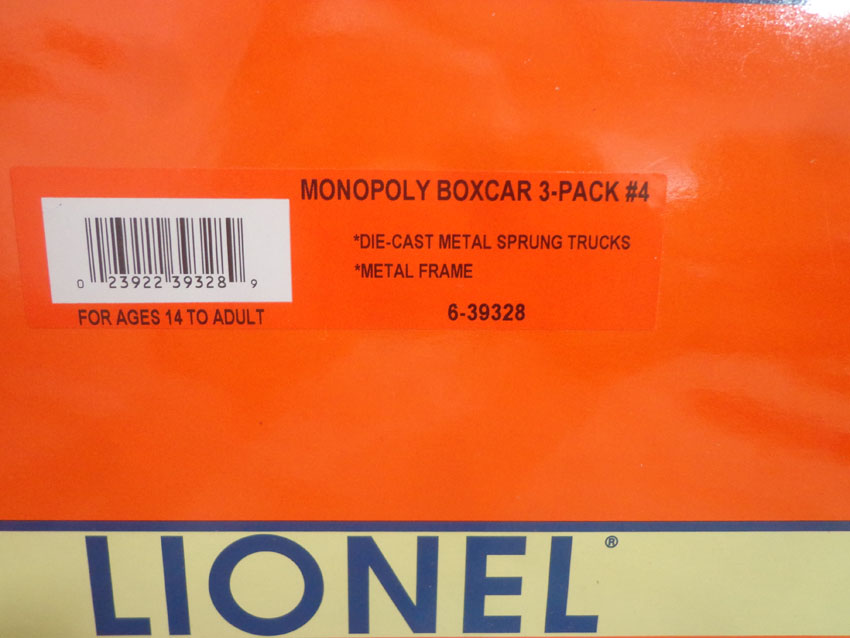 MONOPOLY BOXCAR 3-PACK #4
*DIE-CAST METAL SPRUNG TRUCKS
*METAL FRAME
0 23922 39328 9
FOR AGES 14 TO ADULT
6-39328
LIONEL®